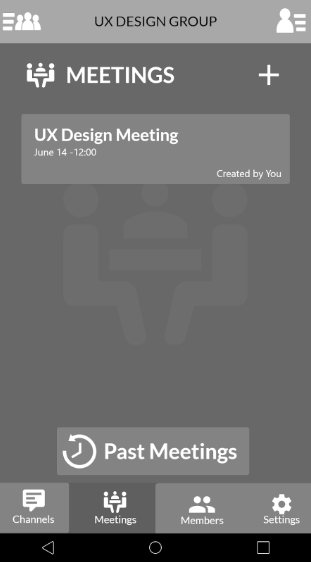 UX DESIGN GROUP
MEETINGS
UX Design Meeting
June 14 -12:00
Created by You
Past Meetings
Channels
Meetings
Members
Settings